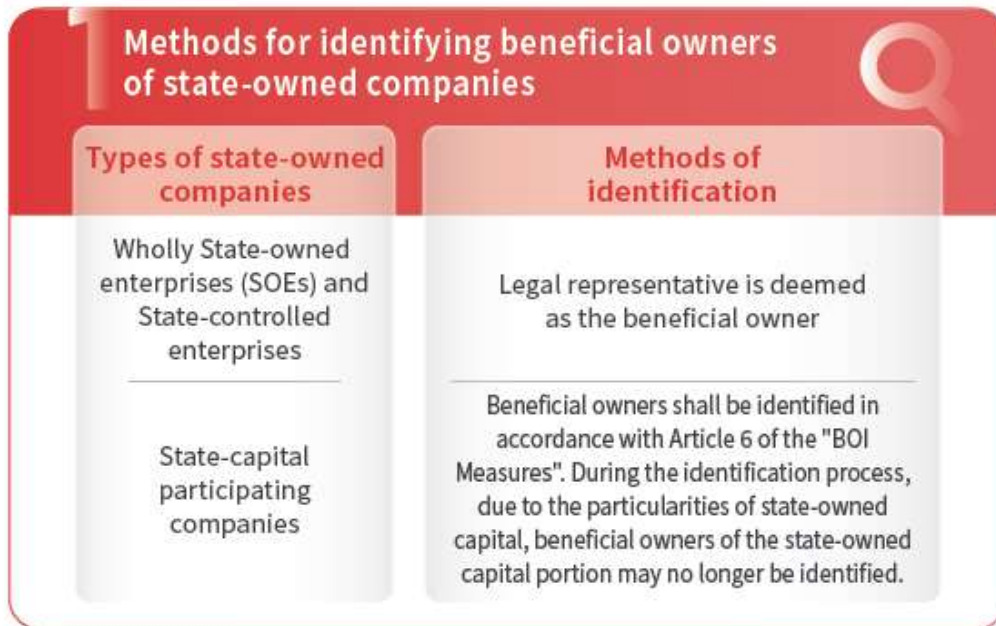 1
Methods for identifying beneficial owners
of state-owned companies
Types of state-owned
companies
Methods of
identification
Wholly State-owned
enterprises (SOEs) and
State-controlled
enterprises
Legal representative is deemed
as the beneficial owner
State-capital
participating
companies
Beneficial owners shall be identified in
accordance with Article 6 of the "BOI
Measures". During the identification process,
due to the particularities of state-owned
capital, beneficial owners of the state-owned
capital portion may no longer be identified.